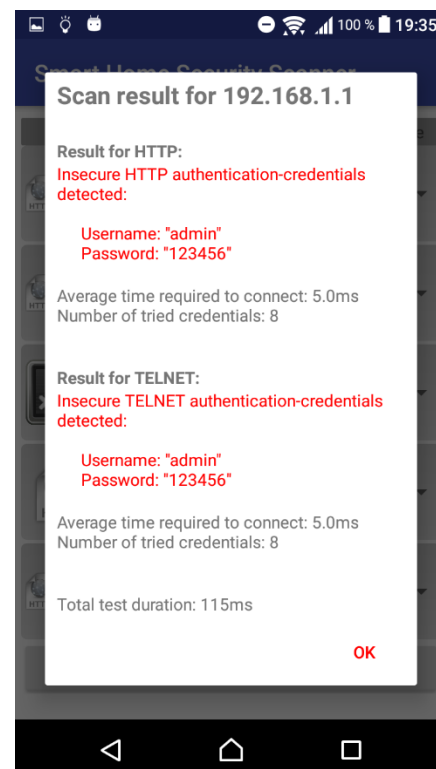 100 % 19:35
Smart Home Security Scanner
Scan result for 192.168.1.1
Result for HTTP:
Insecure HTTP authentication-credentials
detected:
Username: "admin"
Password: "123456"
Average time required to connect: 5.0ms
Number of tried credentials: 8
Result for TELNET:
Insecure TELNET authentication-credentials
detected:
Username: "admin"
Password: "123456"
Average time required to connect: 5.0ms
Number of tried credentials: 8
Total test duration: 115ms
OK